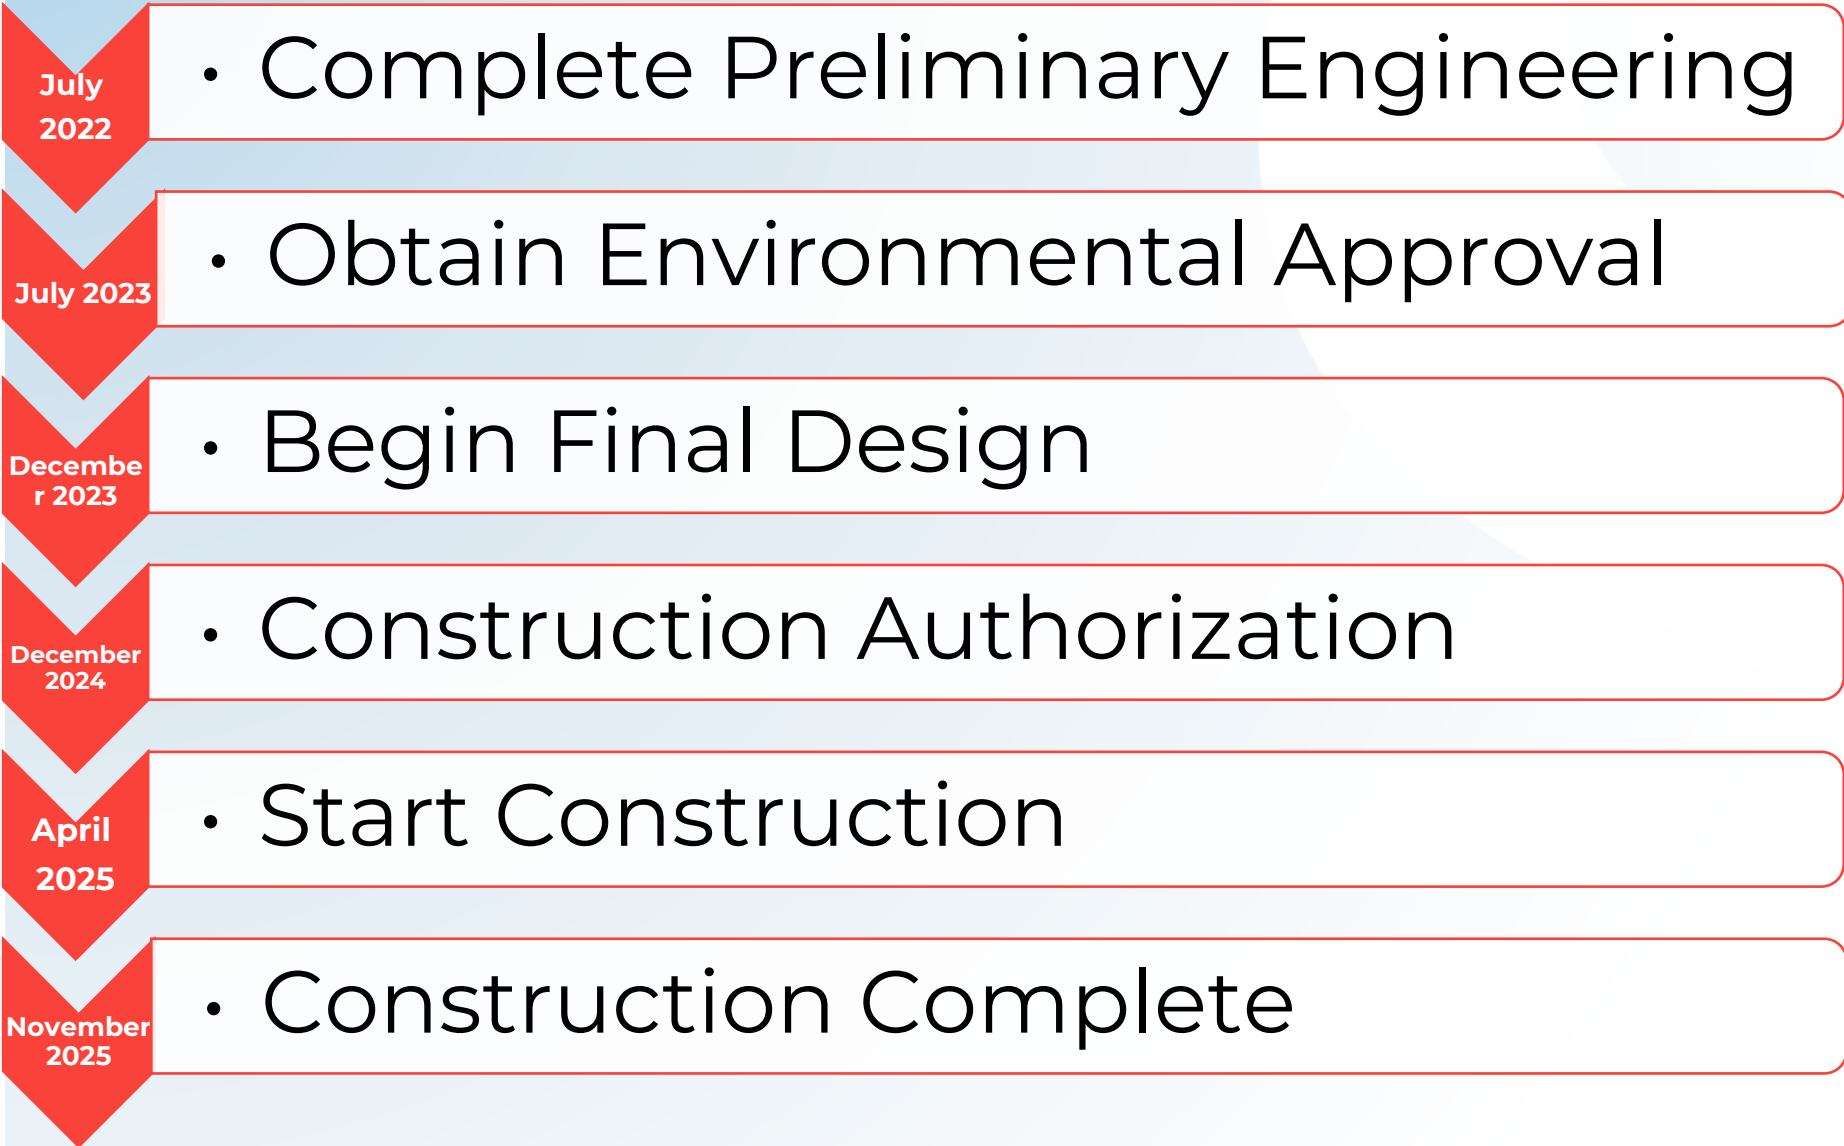 July
2022
• Complete Preliminary Engineering
July 2023
• Obtain Environmental Approval
Decembe
r 2023
• Begin Final Design
December
2024
• Construction Authorization
April
2025
• Start Construction
November
2025
• Construction Complete